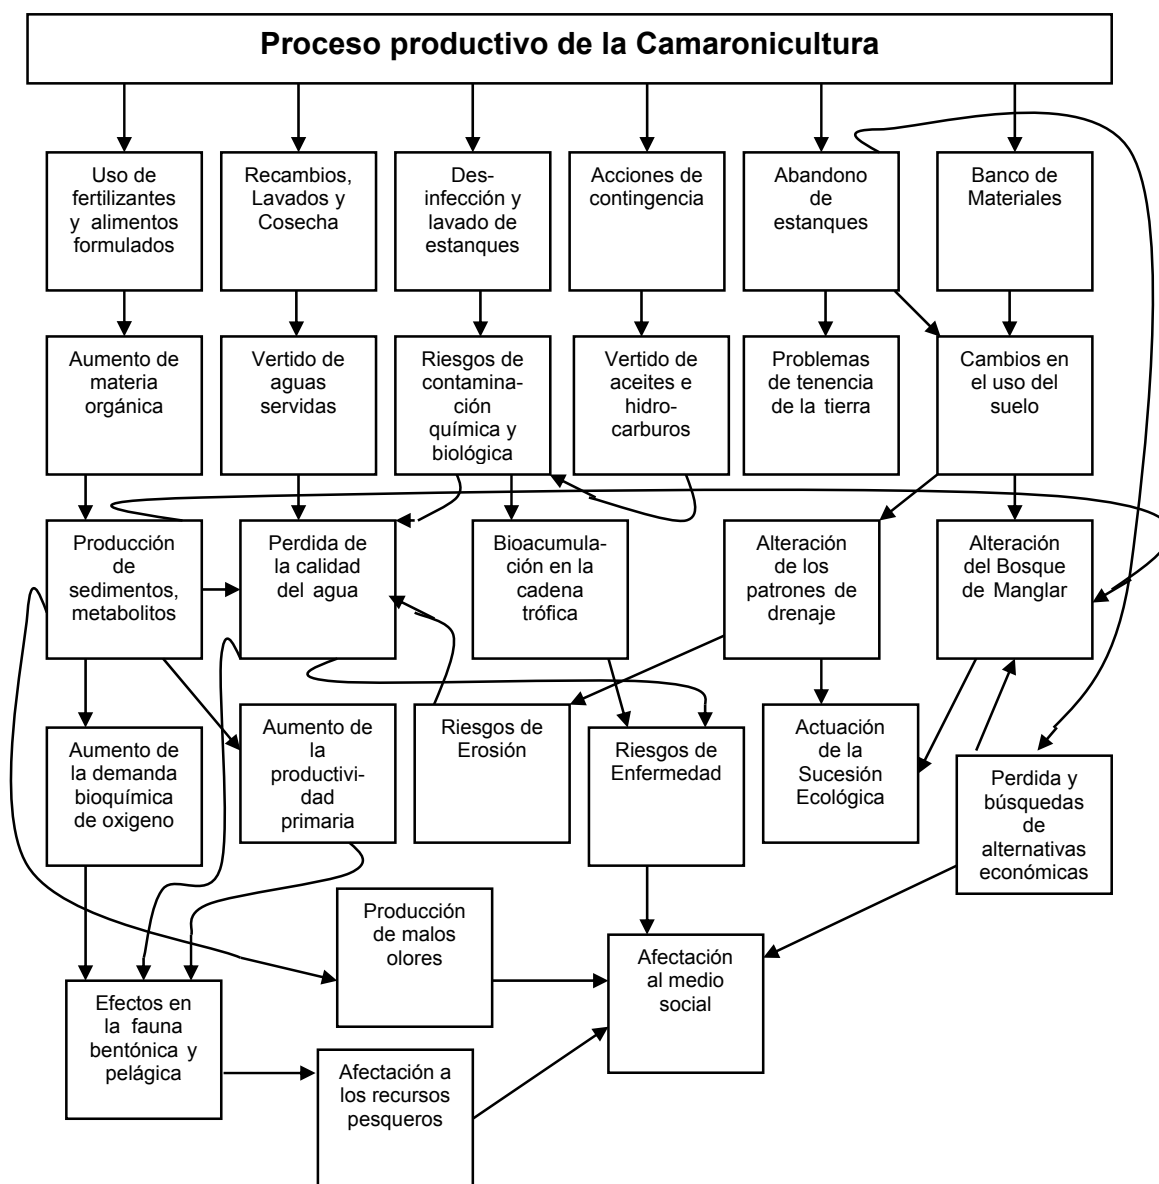 Proceso productivo de la Camaronicultura
Uso de
fertilizantes
y alimentos
formulados
Recambios,
Lavados y
Cosecha
Des-
infección y
lavado de
estanques
Acciones de
contingencia
Abandono
de
estanques
Banco de
Materiales
Aumento de
materia
orgánica
Vertido de
aguas
servidas
Riesgos de
contamina-
ción
química y
biológica
Vertido de
aceites e
hidro-
carburos
Problemas
de tenencia
de la tierra
Cambios en
el uso del
suelo
Producción
de
sedimentos,
metabolitos
Perdida de
la calidad
del agua
Bioacumula-
ción en la
cadena
trófica
Alteración
de los
patrones de
drenaje
Alteración
del Bosque
de Manglar
Aumento de
la demanda
bioquímica
de oxigeno
Aumento de
la
productivi-
dad
primaria
Riesgos de
Erosión
Riesgos de
Enfermedad
Actuación
de la
Sucesión
Ecológica
Perdida y
búsquedas
de
alternativas
económicas
Producción
de malos
olores
Afectación
al medio
social
Efectos en
la fauna
bentónica y
pelágica
Afectación a
los recursos
pesqueros